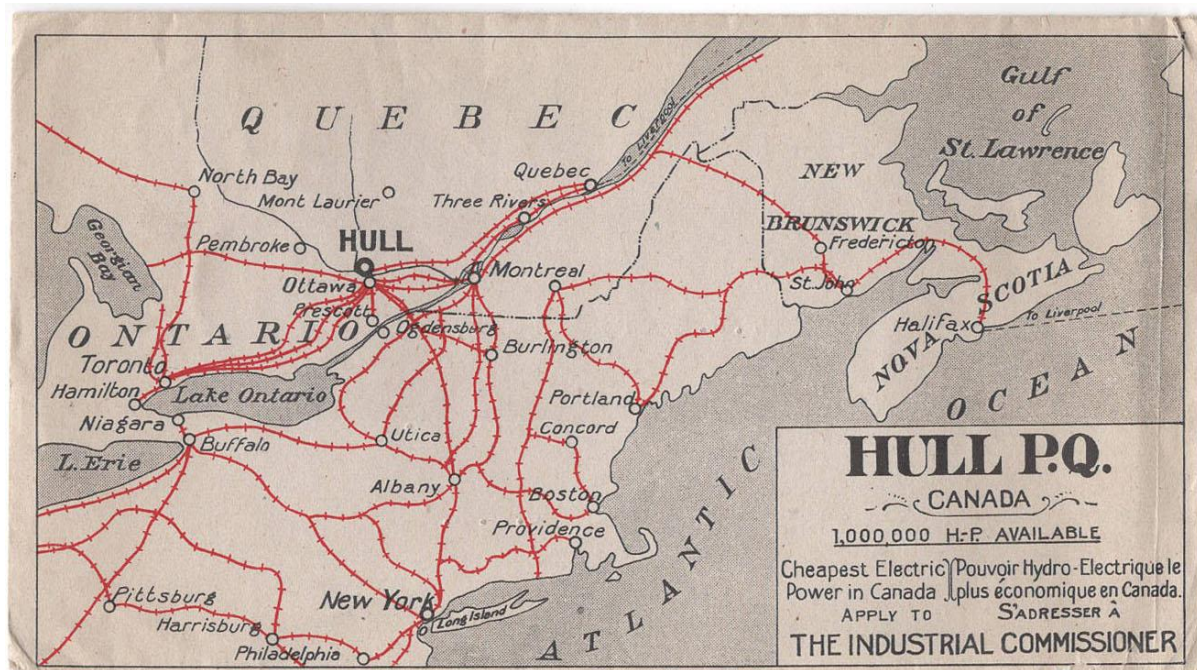 QUEBEC
Gulf
of
St. Lawrence
To Liverpool
NEW
BRUNSWICK
North Bay
Mont Laurier
Quebec
Three Rivers
Georgian
Bay
Pembroke
HULL
Fredericton
Ottawa
Montreal
St. John
SCOTIA
NOVA
Prescott
Ogdensburg
To Liverpool
Halifax
ONTARIO
Toronto
Burlington
Hamilton
Lake Ontario
Portland
Niagara
Concord
Buffalo
Utica
L. Erie
Albany
Boston
Providence
ATLANTIC
OCEAN
Pittsburg
New York
Long Island
Harrisburg
Philadelphia
HULL P.Q.
CANADA
1,000,000 H.-P. AVAILABLE
Cheapest Electric Pouvoir Hydro-Electrique le
Power in Canada plus économique en Canada.
APPLY TO S'ADRESSER À
THE INDUSTRIAL COMMISSIONER